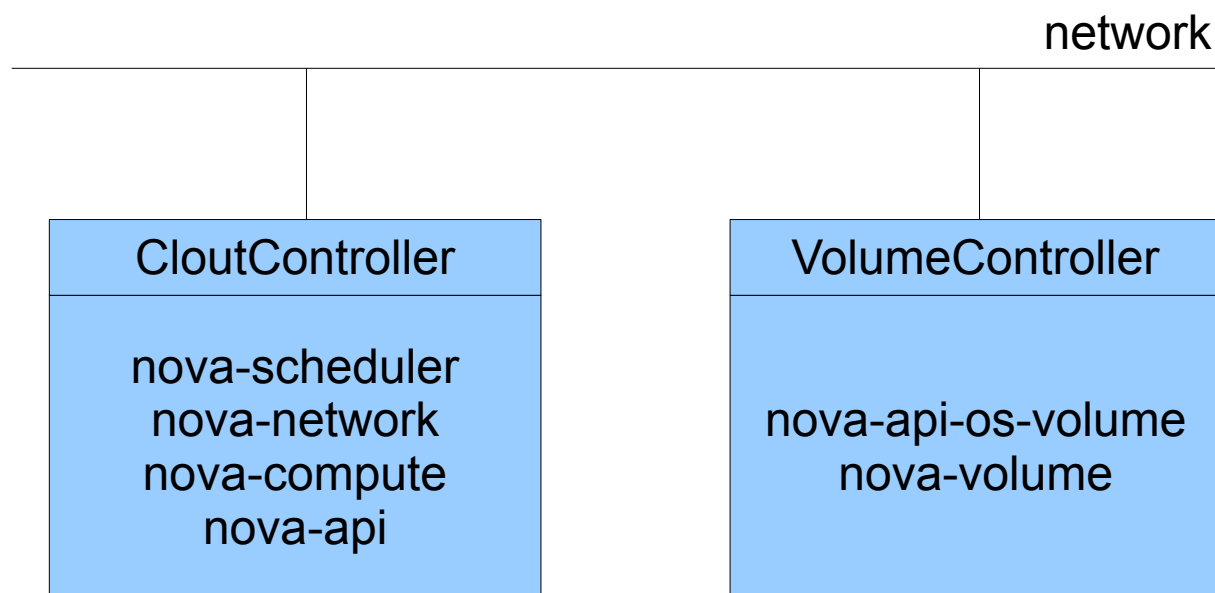 network
CloutController
VolumeController
nova-scheduler
nova-network
nova-compute
nova-api
nova-api-os-volume
nova-volume